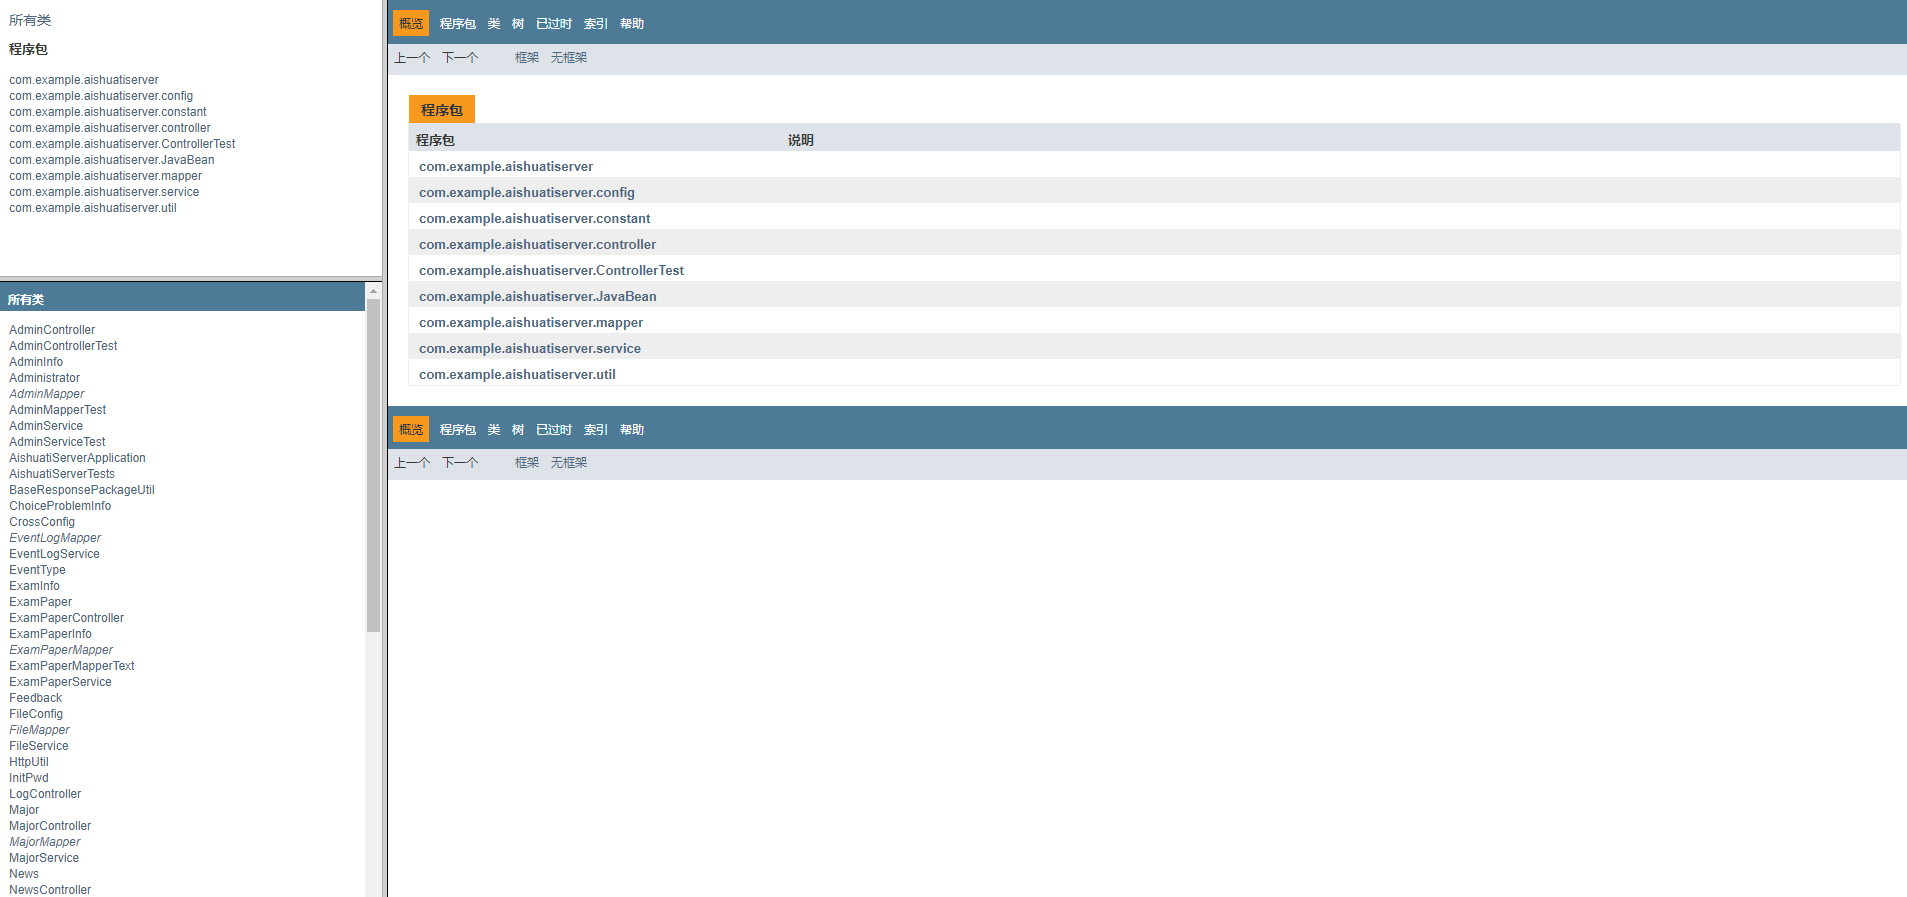 所有类
程序包
com.example.aishuatiserver
com.example.aishuatiserver.config
com.example.aishuatiserver.constant
com.example.aishuatiserver.controller
com.example.aishuatiserver.ControllerTest
com.example.aishuatiserver.JavaBean
com.example.aishuatiserver.mapper
com.example.aishuatiserver.service
com.example.aishuatiserver.util
所有类
AdminController
AdminControllerTest
AdminInfo
Administrator
AdminMapper
AdminMapperTest
AdminService
AdminServiceTest
AishuatiServerApplication
AishuatiServerTests
BaseResponsePackageUtil
ChoiceProblemInfo
CrossConfig
EventLogMapper
EventLogService
EventType
ExamInfo
ExamPaper
ExamPaperController
ExamPaperInfo
ExamPaperMapper
ExamPaperMapperText
ExamPaperService
Feedback
FileConfig
FileMapper
FileService
HttpUtil
InitPwd
LogController
Major
MajorController
MajorMapper
MajorService
News
NewsController
概览 程序包 类 树 已过时 索引 帮助
上一个 下一个 框架 无框架
程序包
程序包 说明
com.example.aishuatiserver
com.example.aishuatiserver.config
com.example.aishuatiserver.constant
com.example.aishuatiserver.controller
com.example.aishuatiserver.ControllerTest
com.example.aishuatiserver.JavaBean
com.example.aishuatiserver.mapper
com.example.aishuatiserver.service
com.example.aishuatiserver.util
概览 程序包 类 树 已过时 索引 帮助
上一个 下一个 框架 无框架